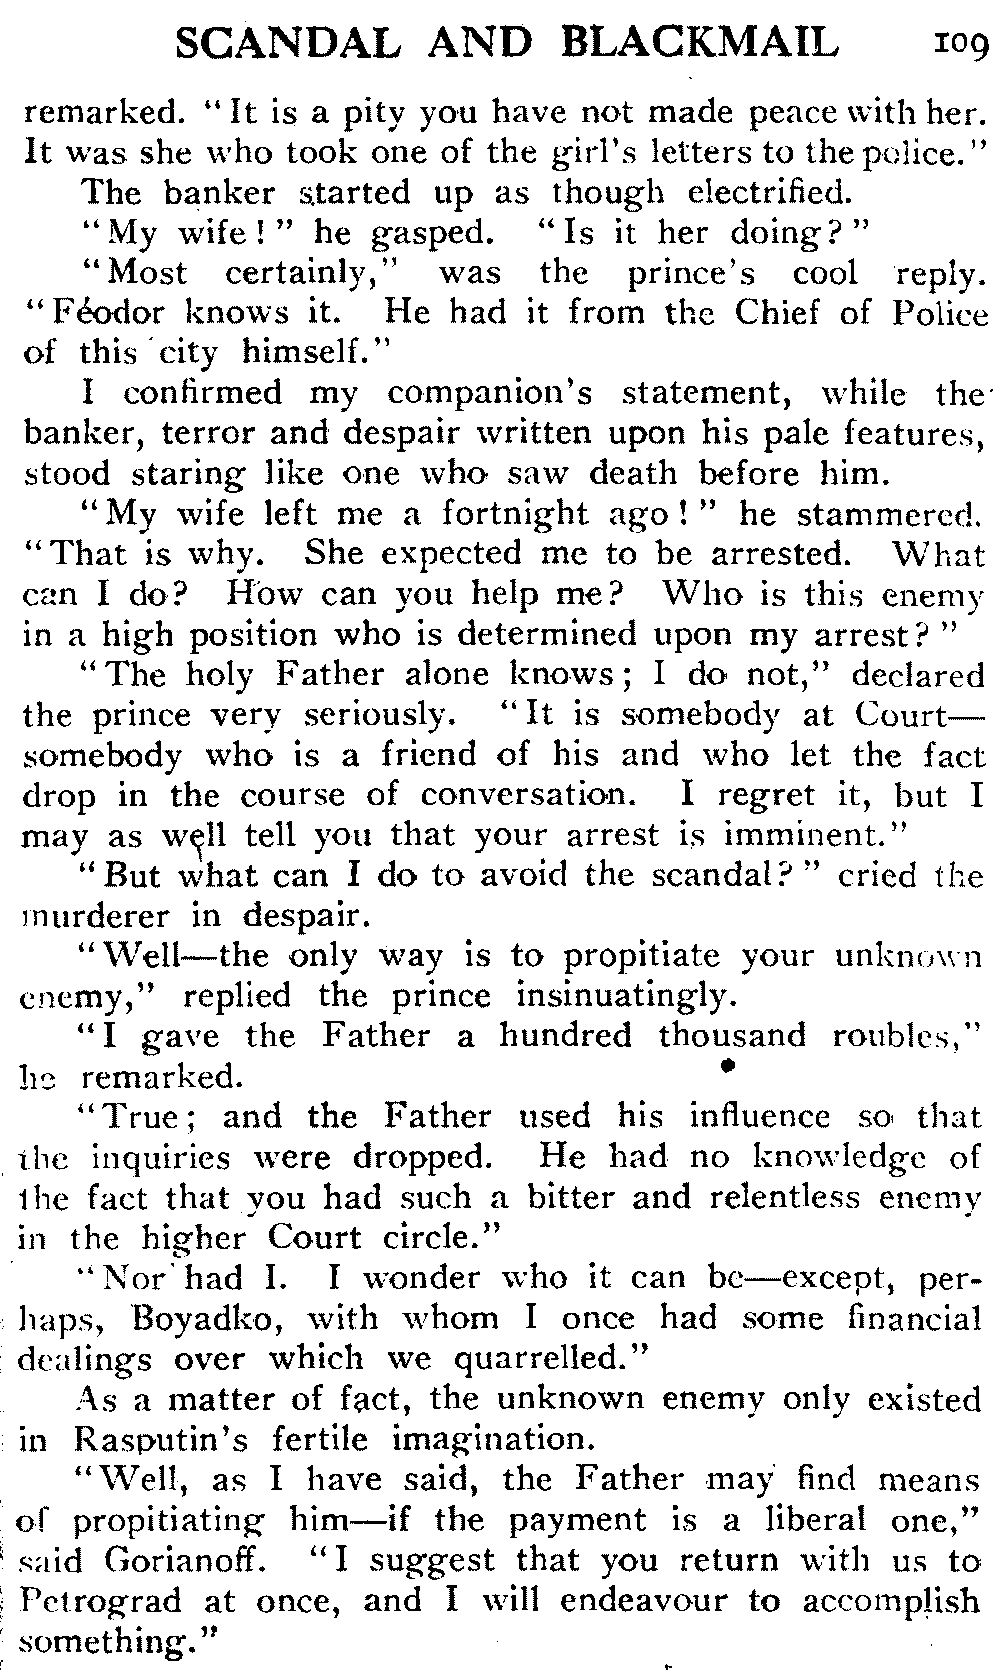 SCANDAL AND BLACKMAIL 109
remarked. "It is a pity you have not made peace with her.
It was she who took one of the girl's letters to the police."
The banker started up as though electrified.
"My wife!" he gasped. "Is it her doing?"
"Most certainly," was the prince's cool reply.
"Féodor knows it. He had it from the Chief of Police
of this city himself."
I confirmed my companion's statement, while the
banker, terror and despair written upon his pale features,
stood staring like one who saw death before him.
"My wife left me a fortnight ago!" he stammered.
"That is why. She expected me to be arrested. What
can I do? How can you help me? Who is this enemy
in a high position who is determined upon my arrest?"
"The holy Father alone knows; I do not," declared
the prince very seriously. "It is somebody at Court—
somebody who is a friend of his and who let the fact
drop in the course of conversation. I regret it, but I
may as well tell you that your arrest is imminent."
"But what can I do to avoid the scandal?" cried the
murderer in despair.
"Well—the only way is to propitiate your unknown
enemy," replied the prince insinuatingly.
"I gave the Father a hundred thousand roubles,"
he remarked.
"True; and the Father used his influence so that
the inquiries were dropped. He had no knowledge of
the fact that you had such a bitter and relentless enemy
in the higher Court circle."
"Nor had I. I wonder who it can be—except, per-
haps, Boyadko, with whom I once had some financial
dealings over which we quarrelled."
As a matter of fact, the unknown enemy only existed
in Rasputin's fertile imagination.
"Well, as I have said, the Father may find means
of propitiating him—if the payment is a liberal one,"
said Gorianoff. "I suggest that you return with us to
Petrograd at once, and I will endeavour to accomplish
something."